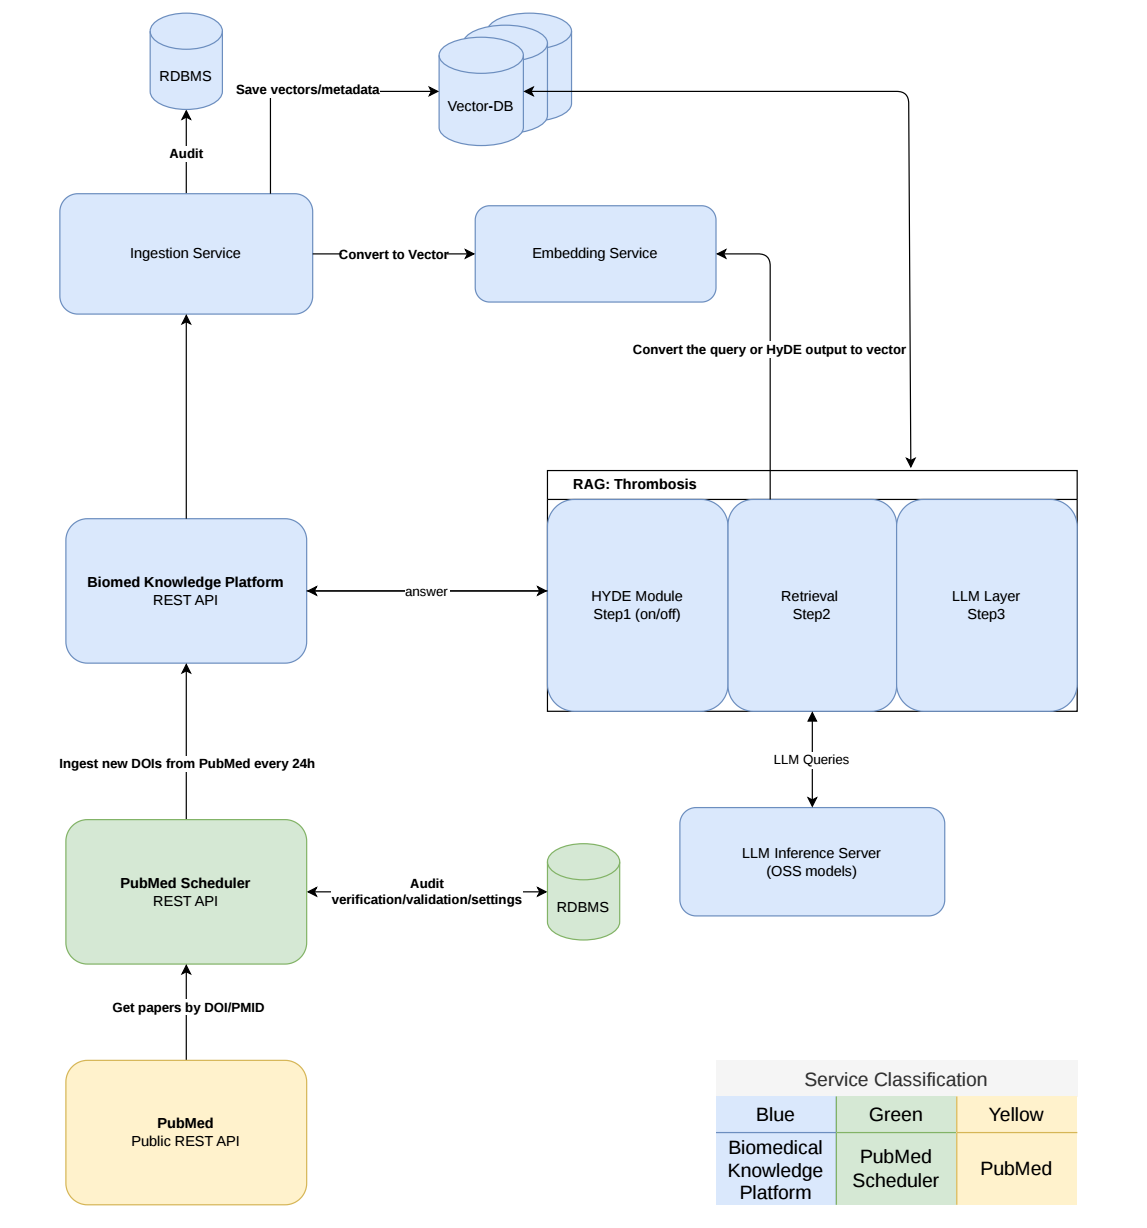 RDBMS
Save vectors/metadata
Vector-DB
Audit
Ingestion Service
Convert to Vector
Embedding Service
Convert the query or HyDE output to vector
RAG: Thrombosis
Biomed Knowledge Platform
REST API
answer
HYDE Module
Step1 (on/off)
Retrieval
Step2
LLM Layer
Step3
Ingest new DOIs from PubMed every 24h
LLM Queries
PubMed Scheduler
REST API
Audit
verification/validation/settings
RDBMS
LLM Inference Server
(OSS models)
Get papers by DOI/PMID
PubMed
Public REST API
Service Classification
Blue
Green
Yellow
Biomedical
Knowledge
Platform
PubMed
Scheduler
PubMed